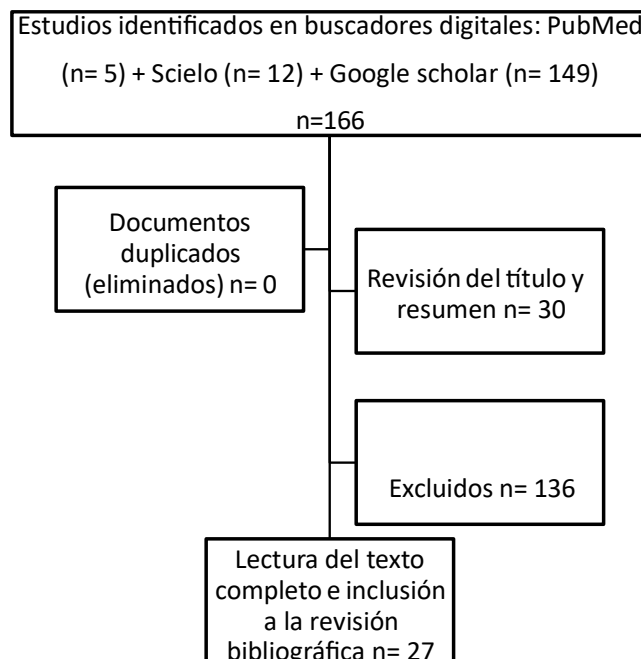 Estudios identificados en buscadores digitales: PubMed
(n= 5) + Scielo (n= 12) + Google scholar (n= 149)
n=166
Documentos
duplicados
(eliminados) n= 0
Revisión del título y
resumen n= 30
Excluidos n= 136
Lectura del texto
completo e inclusión
a la revisión
bibliográfica n= 27